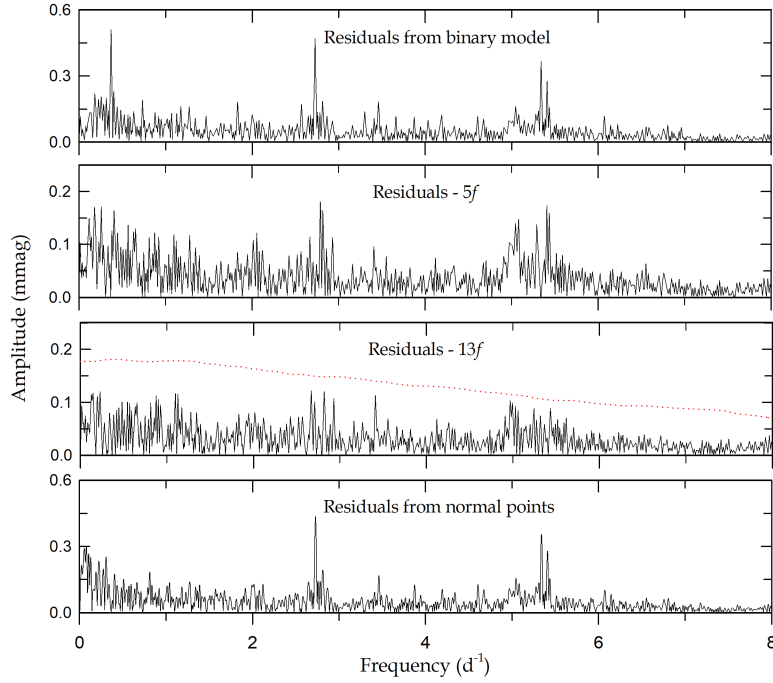 0.6
Residuals from binary model
0.3
0.0
0.2
Residuals - 5f
0.1
0.0
Amplitude (mmag)
0.2
Residuals - 13f
0.1
0.0
0.6
Residuals from normal points
0.3
0.0
0 2 4 6 8
Frequency (d⁻¹)